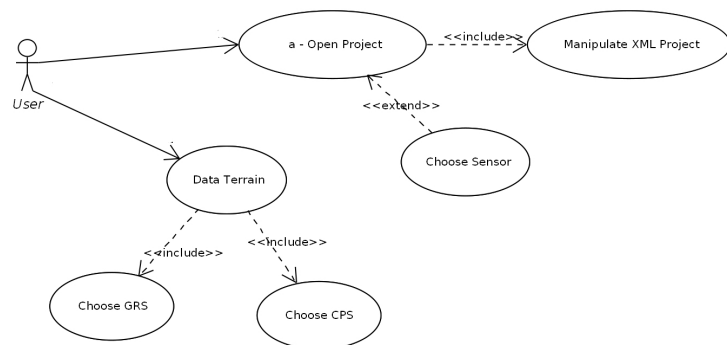 a - Open Project
<<include>>
Manipulate XML Project
User
<<extend>>
Choose Sensor
Data Terrain
<<include>>
<<include>>
Choose GRS
Choose CPS